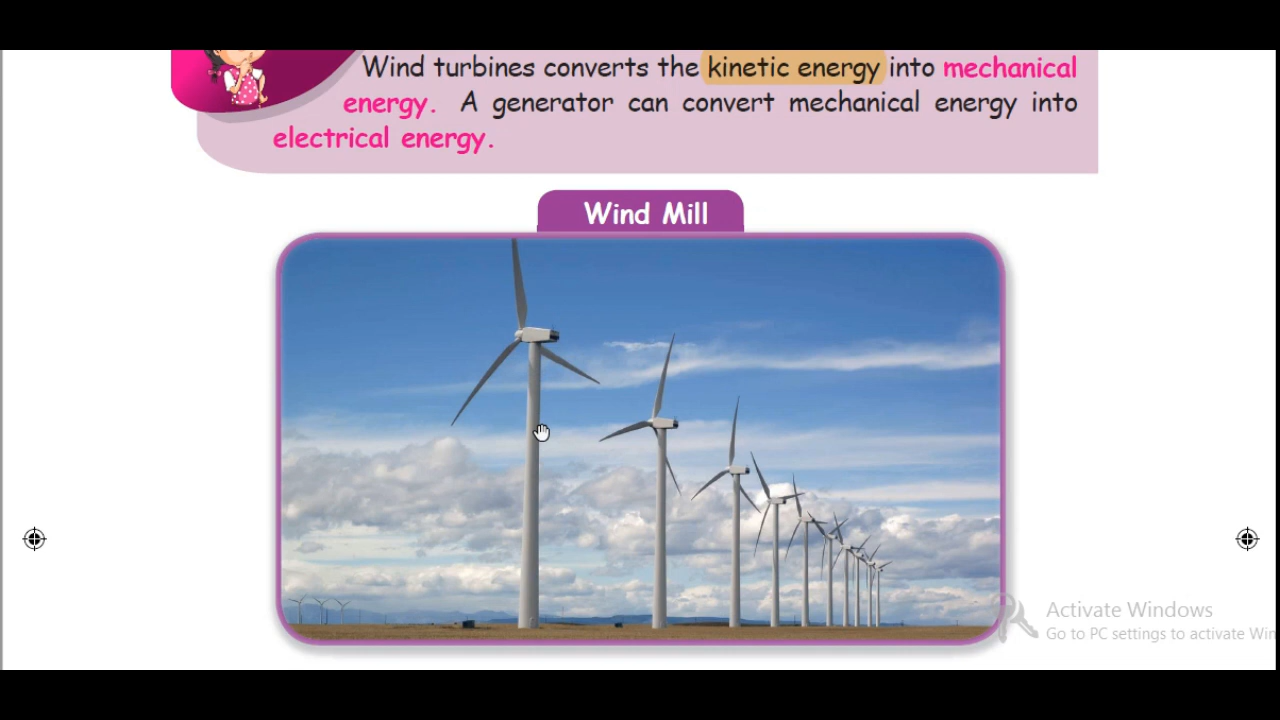 Wind turbines converts the kinetic energy into mechanical
energy. A generator can convert mechanical energy into
electrical energy.
Wind Mill
Activate Windows
Go to PC settings to activate Win